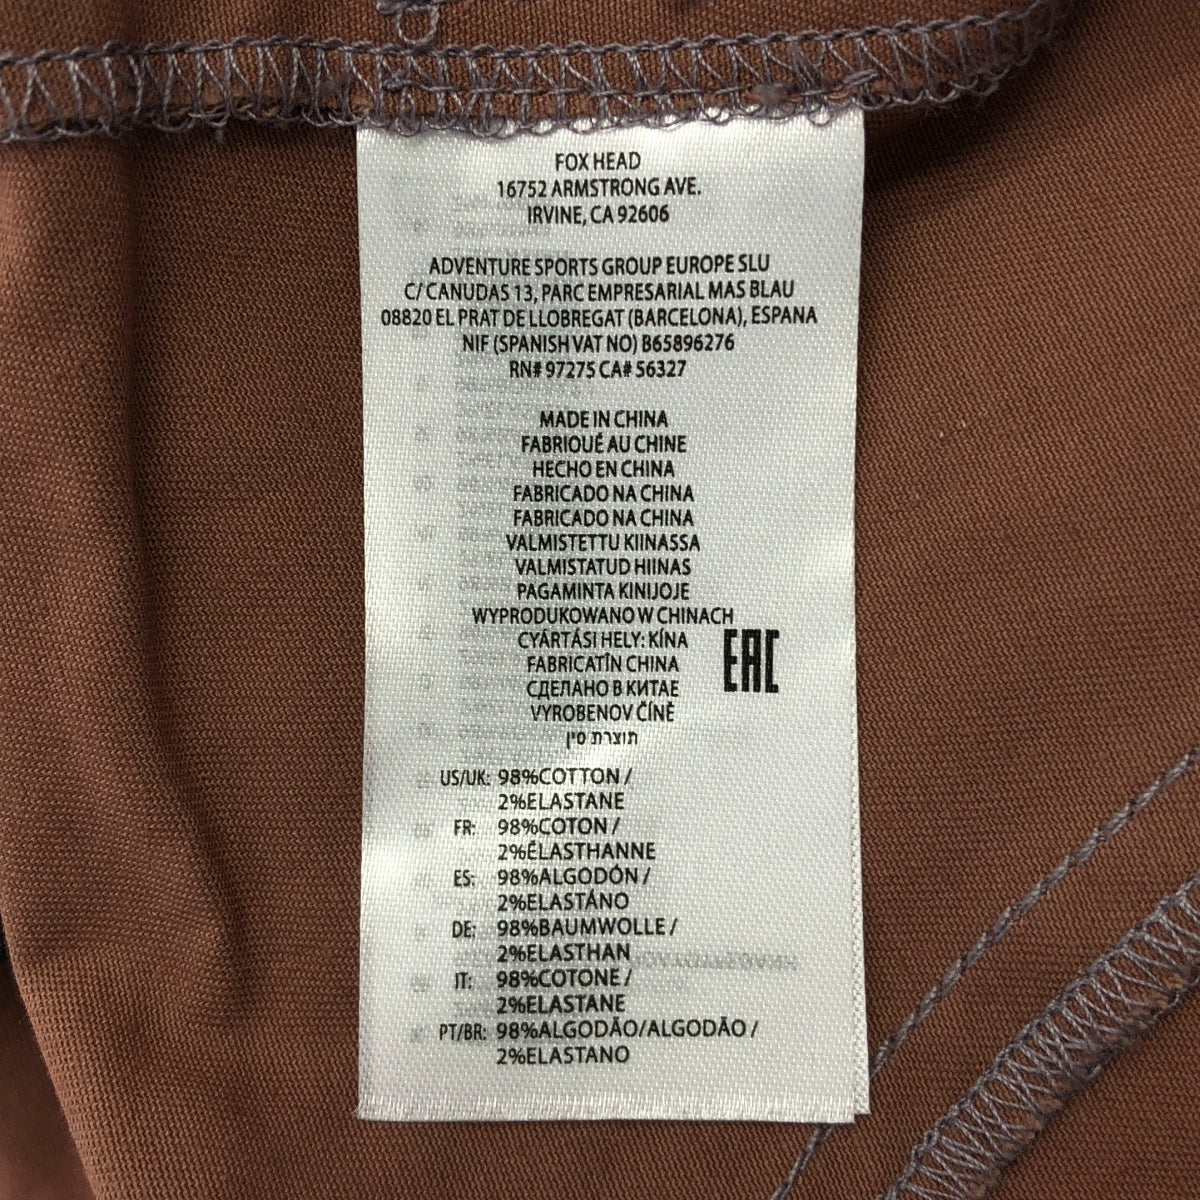 FOX HEAD
16752 ARMSTRONG AVE.
IRVINE, CA 92606
ADVENTURE SPORTS GROUP EUROPE SLU
C/ CANUDAS 13, PARC EMPRESARIAL MAS BLAU
08820 EL PRAT DE LLOBREGAT (BARCELONA), ESPANA
NIF (SPANISH VAT NO) B65896276
RN# 97275 CA# 56327
MADE IN CHINA
FABRIOUÉ AU CHINE
HECHO EN CHINA
FABRICADO NA CHINA
FABRICADO NA CHINA
VALMISTETTU KIINASSA
VALMISTATUD HIINAS
PAGAMINTA KINIJOJE
WYPRODUKOWANO W CHINACH
CYÁRTÁSI HELY: KÍNA
FABRICATÎN CHINA
СДЕЛАНО В КИТАЕ
VYROBENOV ČÍNĚ
תוצרת סין
EAC
US/UK: 98%COTTON /
2%ELASTANE
FR: 98%COTON /
2%ÉLASTHANNE
ES: 98%ALGODÓN /
2%ELASTÁNO
DE: 98%BAUMWOLLE /
2%ELASTHAN
IT: 98%COTONE /
2%ELASTANE
PT/BR: 98%ALGODÃO/ALGODÃO /
2%ELASTANO